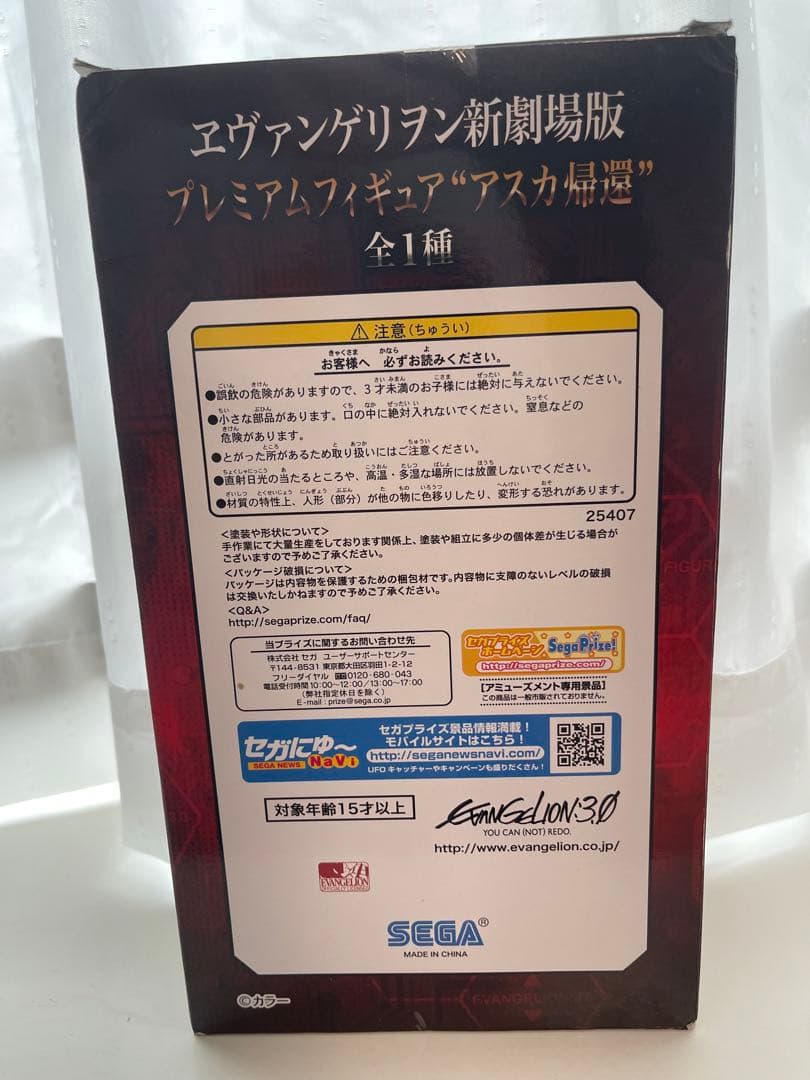 ヱヴァンゲリヲン新劇場版
プレミアムフィギュア“アスカ帰還”
全1種
⚠注意(ちゅうい)
お客様へ 必ずお読みください。
●誤飲の危険がありますので、3才未満のお子様には絶対に与えないでください。
●小さな部品があります。口の中に絶対入れないでください。窒息などの
危険があります。
●とがった所があるため取り扱いにはご注意ください。
●直射日光の当たるところや、高温・多湿な場所には放置しないでください。
●材質の特性上、人形(部分)が他の物に色移りしたり、変形する恐れがあります。
25407
<塗装や形状について>
手作業にて大量生産をしております関係上、塗装や組立に多少の個体差が生じる場合が
ございますので予めご了承ください。
<パッケージ破損について>
パッケージは内容物を保護するための梱包材です。内容物に支障のないレベルの破損
は交換いたしかねますので予めご了承ください。
<Q&A>
http://segaprize.com/faq/
当プライズに関するお問い合わせ先
株式会社 セガ ユーザーサポートセンター
〒144-8531 東京都大田区羽田1-2-12
フリーダイヤル 0120-680-043
電話受付時間 10:00〜12:00/13:00〜17:00
(弊社指定休日を除く)
E-mail : prize@sega.co.jp
セガプライズ
ホームページ
SegaPrize!
http://segaprize.com/
【アミューズメント専用景品】
この商品は一般市販されておりません。
セガにゅ〜
SEGA NEWS NaVi
セガプライズ景品情報満載!
モバイルサイトはこちら!
http://seganewsnavi.com/
UFOキャッチャーやキャンペーンも盛りだくさん!
対象年齢15才以上
EVANGELION:3.0
YOU CAN (NOT) REDO.
http://www.evangelion.co.jp/
EVANGELION
OFFICIALLY LICENSED
SEGA®
MADE IN CHINA
©カラー
FIGUR
EVANGELION